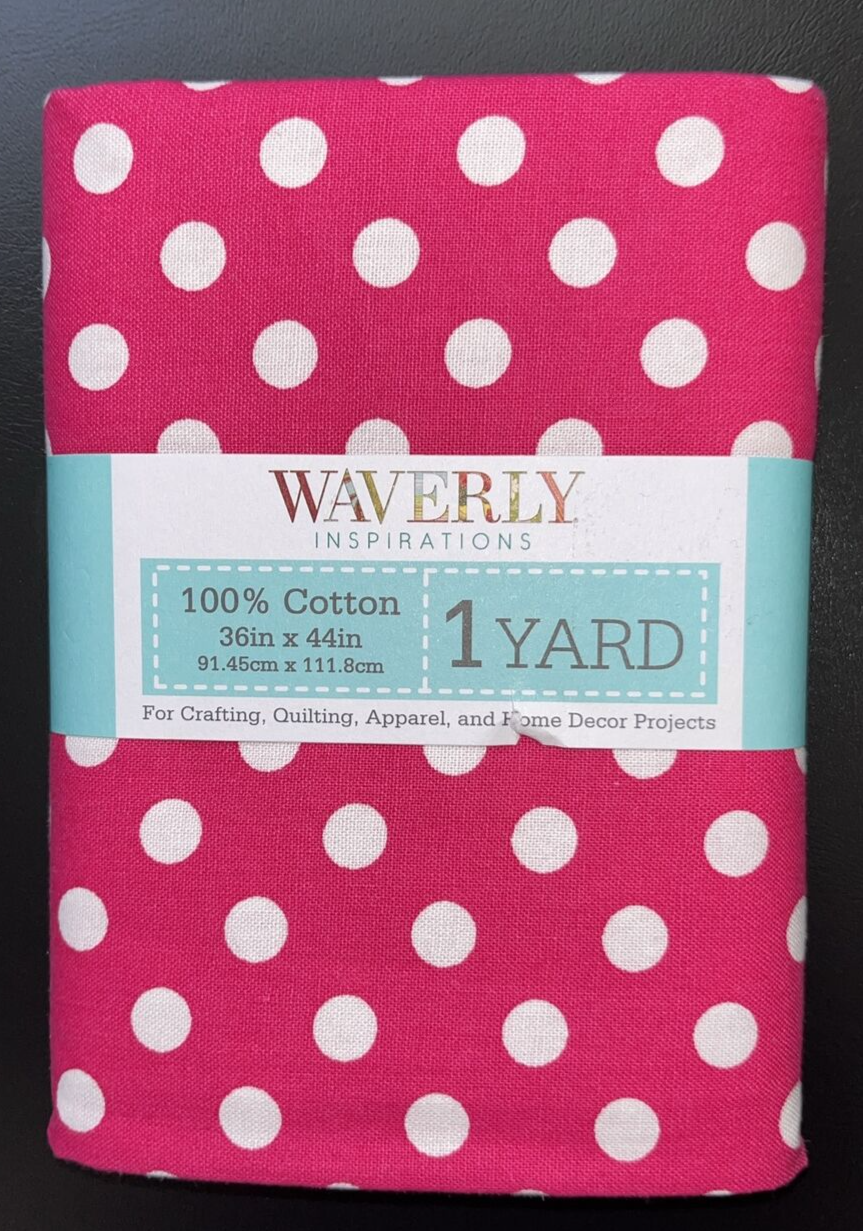 WAVERLY
INSPIRATIONS
100% Cotton
36in x 44in
91.45cm x 111.8cm
1 YARD
For Crafting, Quilting, Apparel, and Home Decor Projects